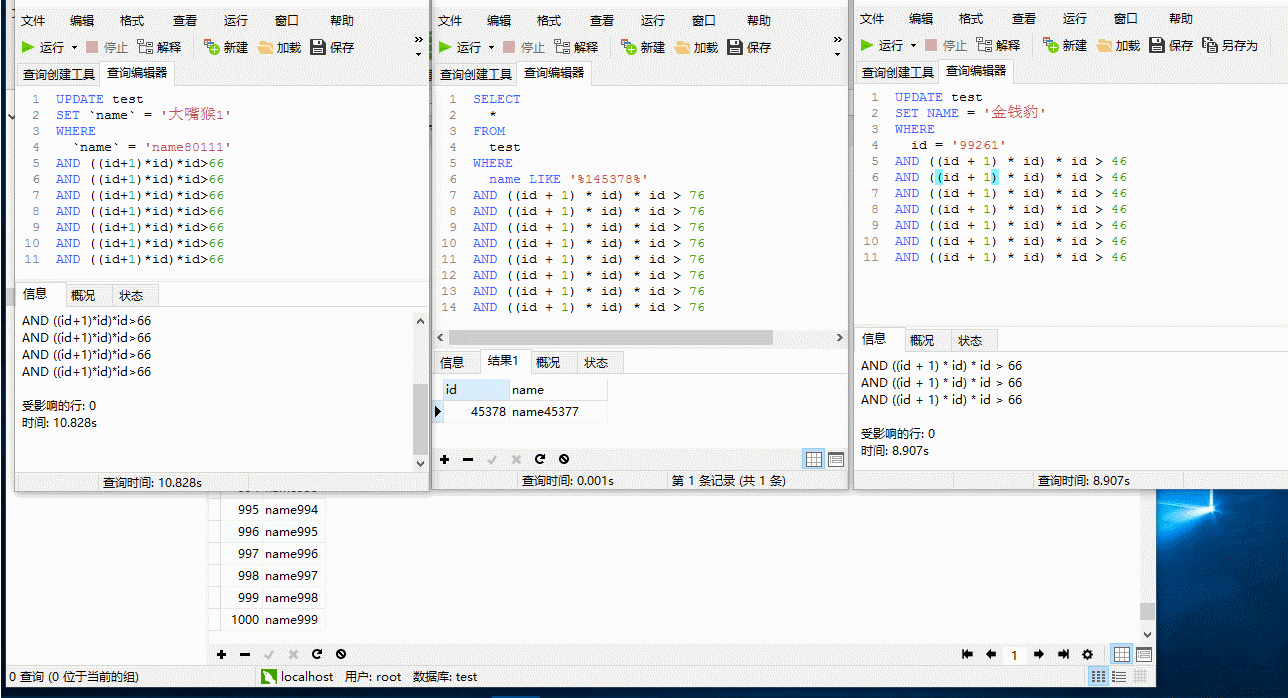 文件 编辑 格式 查看 运行 窗口 帮助
运行 停止 解释 新建 加载 保存 »
查询创建工具 查询编辑器
1 UPDATE test
2 SET `name` = '大嘴猴1'
3 WHERE
4 `name` = 'name80111'
5 AND ((id+1)*id)*id>66
6 AND ((id+1)*id)*id>66
7 AND ((id+1)*id)*id>66
8 AND ((id+1)*id)*id>66
9 AND ((id+1)*id)*id>66
10 AND ((id+1)*id)*id>66
11 AND ((id+1)*id)*id>66
信息 概况 状态
AND ((id+1)*id)*id>66
AND ((id+1)*id)*id>66
AND ((id+1)*id)*id>66
AND ((id+1)*id)*id>66
受影响的行: 0
时间: 10.828s
查询时间: 10.828s
文件 编辑 格式 查看 运行 窗口 帮助
运行 停止 解释 新建 加载 保存 »
查询创建工具 查询编辑器
1 SELECT
2 *
3 FROM
4 test
5 WHERE
6 name LIKE '%145378%'
7 AND ((id + 1) * id) * id > 76
8 AND ((id + 1) * id) * id > 76
9 AND ((id + 1) * id) * id > 76
10 AND ((id + 1) * id) * id > 76
11 AND ((id + 1) * id) * id > 76
12 AND ((id + 1) * id) * id > 76
13 AND ((id + 1) * id) * id > 76
14 AND ((id + 1) * id) * id > 76
信息 结果1 概况 状态
id name
45378 name45377
查询时间: 0.001s 第 1 条记录 (共 1 条)
文件 编辑 格式 查看 运行 窗口 帮助
运行 停止 解释 新建 加载 保存 另存为
查询创建工具 查询编辑器
1 UPDATE test
2 SET NAME = '金钱豹'
3 WHERE
4 id = '99261'
5 AND ((id + 1) * id) * id > 46
6 AND ((id + 1) * id) * id > 46
7 AND ((id + 1) * id) * id > 46
8 AND ((id + 1) * id) * id > 46
9 AND ((id + 1) * id) * id > 46
10 AND ((id + 1) * id) * id > 46
11 AND ((id + 1) * id) * id > 46
信息 概况 状态
AND ((id + 1) * id) * id > 66
AND ((id + 1) * id) * id > 66
AND ((id + 1) * id) * id > 66
受影响的行: 0
时间: 8.907s
查询时间: 8.907s
995 name994
996 name995
997 name996
998 name997
999 name998
1000 name999
1
0 查询 (0 位于当前的组) localhost 用户: root 数据库: test